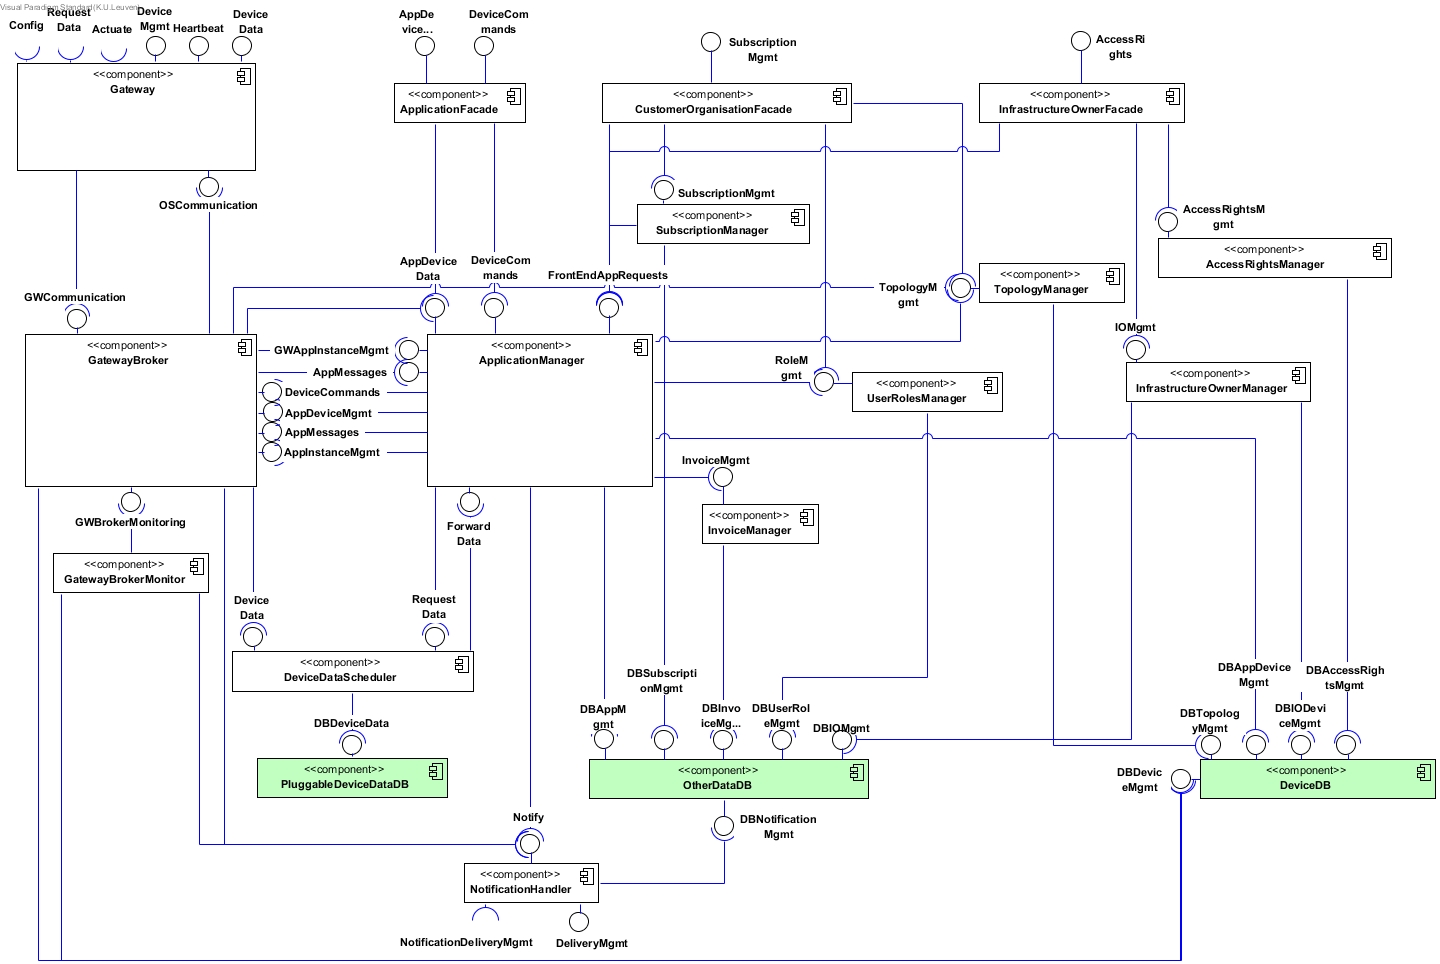 Visual Paradigm Standard(K.U.Leuven)
Config
Request
Data
Actuate
Device
Mgmt
Heartbeat
Device
Data
AppDe
vice...
DeviceCom
mands
Subscription
Mgmt
AccessRi
ghts
<<component>>
Gateway
<<component>>
ApplicationFacade
<<component>>
CustomerOrganisationFacade
<<component>>
InfrastructureOwnerFacade
OSCommunication
SubscriptionMgmt
<<component>>
SubscriptionManager
AccessRightsM
gmt
<<component>>
AccessRightsManager
AppDevice
Data
DeviceCom
mands
FrontEndAppRequests
TopologyM
gmt
<<component>>
TopologyManager
GWCommunication
IOMgmt
<<component>>
GatewayBroker
GWAppInstanceMgmt
AppMessages
DeviceCommands
AppDeviceMgmt
AppMessages
AppInstanceMgmt
<<component>>
ApplicationManager
RoleM
gmt
<<component>>
UserRolesManager
<<component>>
InfrastructureOwnerManager
InvoiceMgmt
<<component>>
InvoiceManager
GWBrokerMonitoring
Forward
Data
<<component>>
GatewayBrokerMonitor
Device
Data
Request
Data
<<component>>
DeviceDataScheduler
DBSubscripti
onMgmt
DBAppDevice
Mgmt
DBAccessRigh
tsMgmt
DBDeviceData
DBAppM
gmt
DBInvo
iceMg...
DBUserRol
eMgmt
DBIOMgmt
DBTopolog
yMgmt
DBIODevi
ceMgmt
<<component>>
PluggableDeviceDataDB
<<component>>
OtherDataDB
DBDevic
eMgmt
<<component>>
DeviceDB
Notify
DBNotification
Mgmt
<<component>>
NotificationHandler
NotificationDeliveryMgmt
DeliveryMgmt